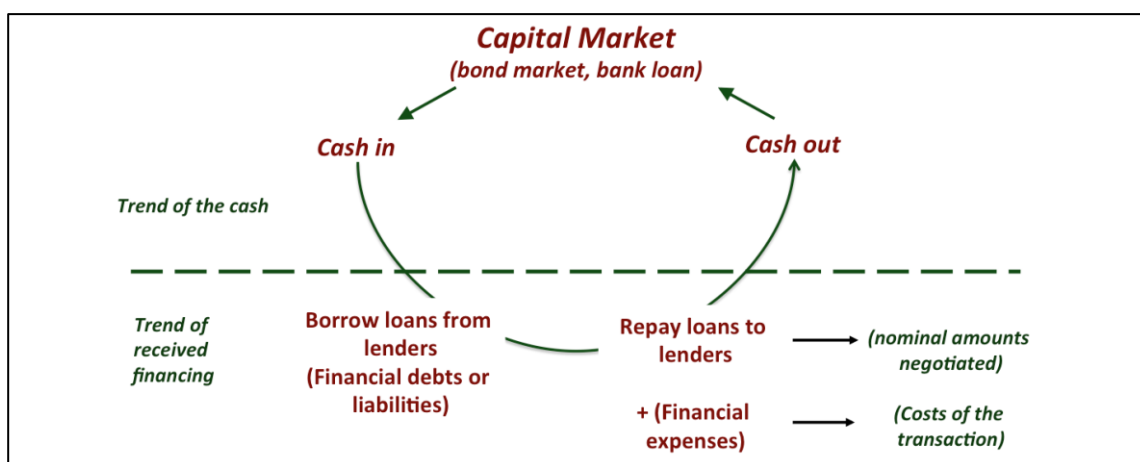 Capital Market
(bond market, bank loan)
Cash in
Cash out
Trend of the cash
Trend of
received
financing
Borrow loans from
lenders
(Financial debts or
liabilities)
Repay loans to
lenders
(nominal amounts
negotiated)
+ (Financial
expenses)
(Costs of the
transaction)